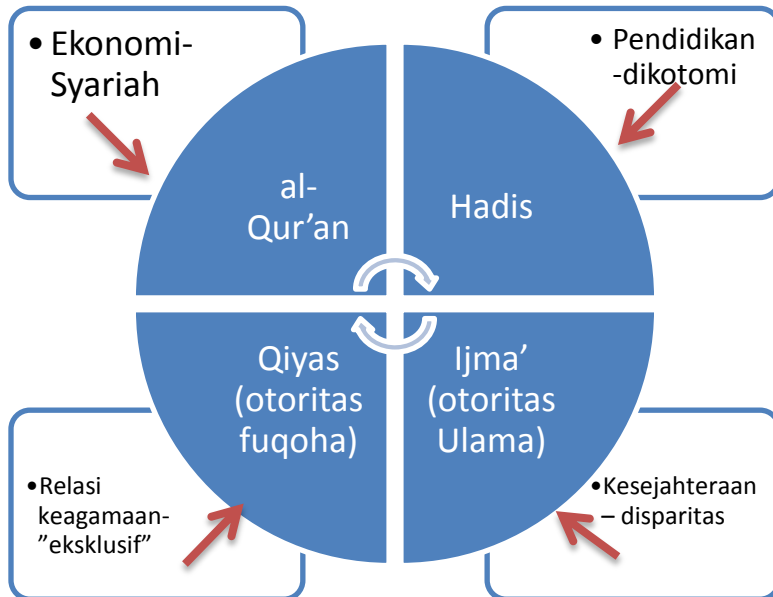 • Ekonomi-
Syariah
• Pendidikan
-dikotomi
al-
Qur’an
Hadis
Qiyas
(otoritas
fuqoha)
Ijma’
(otoritas
Ulama)
•Relasi
keagamaan-
”eksklusif”
•Kesejahteraan
– disparitas